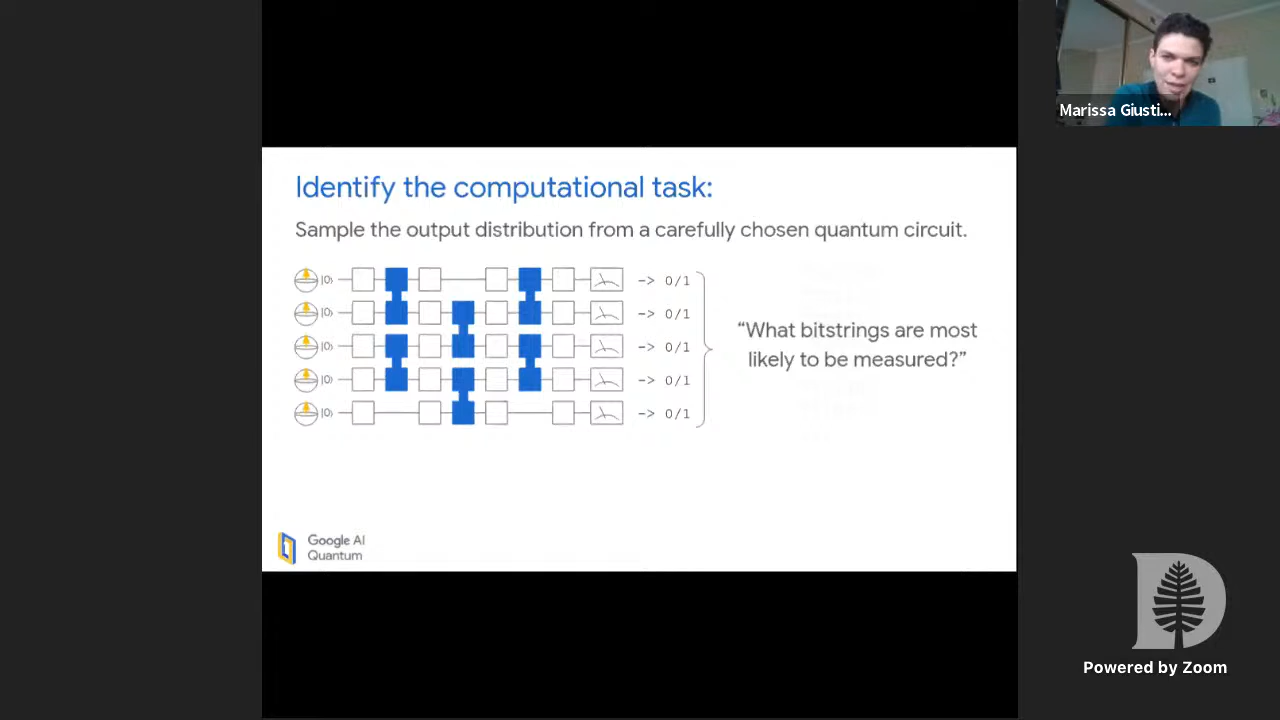 Marissa Giusti...
Identify the computational task:
Sample the output distribution from a carefully chosen quantum circuit.
|0⟩ -> 0/1
|0⟩ -> 0/1
|0⟩ -> 0/1
|0⟩ -> 0/1
|0⟩ -> 0/1
“What bitstrings are most
likely to be measured?”
Google AI
Quantum
D
Powered by Zoom